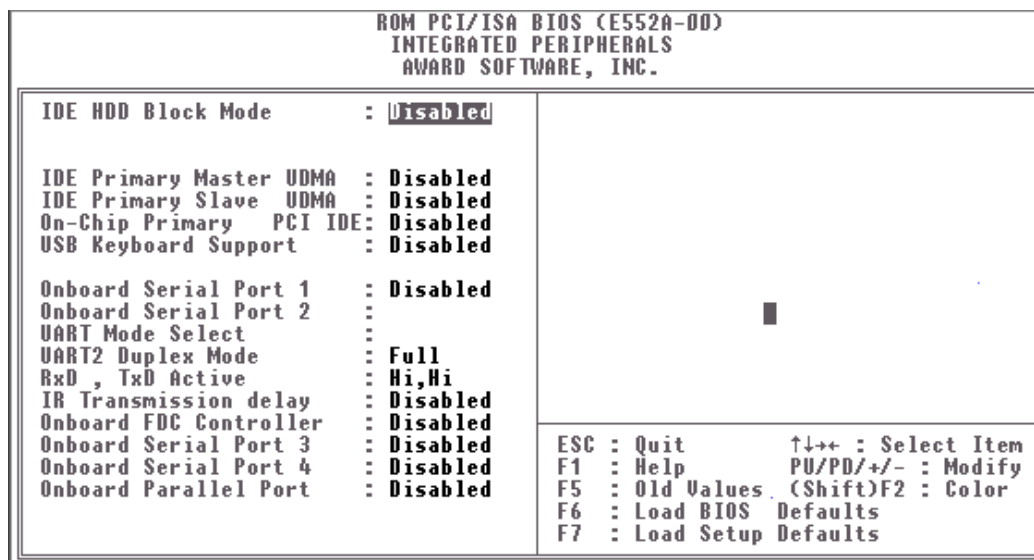 ROM PCI/ISA BIOS (E552A-00)
INTEGRATED PERIPHERALS
AWARD SOFTWARE, INC.
IDE HDD Block Mode : Disabled
IDE Primary Master UDMA : Disabled
IDE Primary Slave UDMA : Disabled
On-Chip Primary PCI IDE: Disabled
USB Keyboard Support : Disabled
Onboard Serial Port 1 : Disabled
Onboard Serial Port 2 :
UART Mode Select :
UART2 Duplex Mode : Full
RxD , TxD Active : Hi,Hi
IR Transmission delay : Disabled
Onboard FDC Controller : Disabled
Onboard Serial Port 3 : Disabled
Onboard Serial Port 4 : Disabled
Onboard Parallel Port : Disabled
ESC : Quit ↑↓→← : Select Item
F1 : Help PU/PD/+/- : Modify
F5 : Old Values (Shift)F2 : Color
F6 : Load BIOS Defaults
F7 : Load Setup Defaults